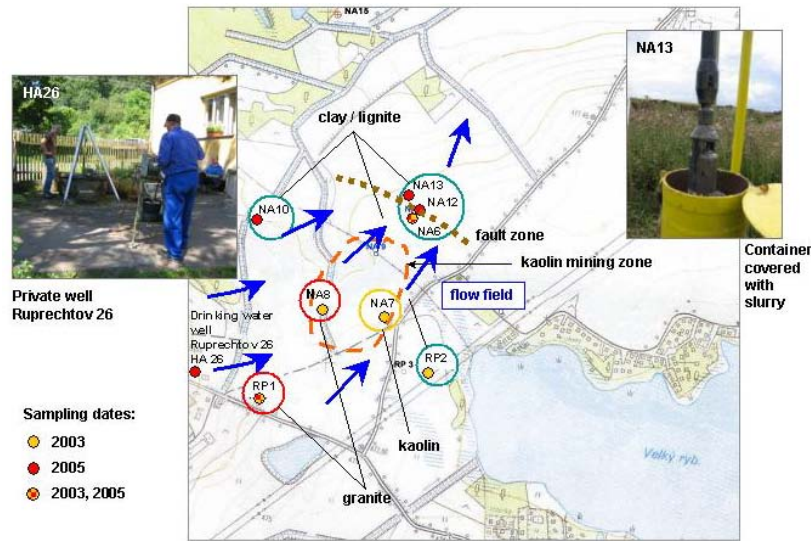 NA15
HA26
NA13
clay / lignite
NA13
NA10
NA12
NA6
fault zone
kaolin mining zone
Container
covered
with
slurry
Private well
Ruprechtov 26
flow field
NA8
NA7
Drinking water
well
Ruprechtov 26
HA 26
RP 3
RP2
RP1
Sampling dates:
2003
2005
2003, 2005
kaolin
granite
Velký ryb.